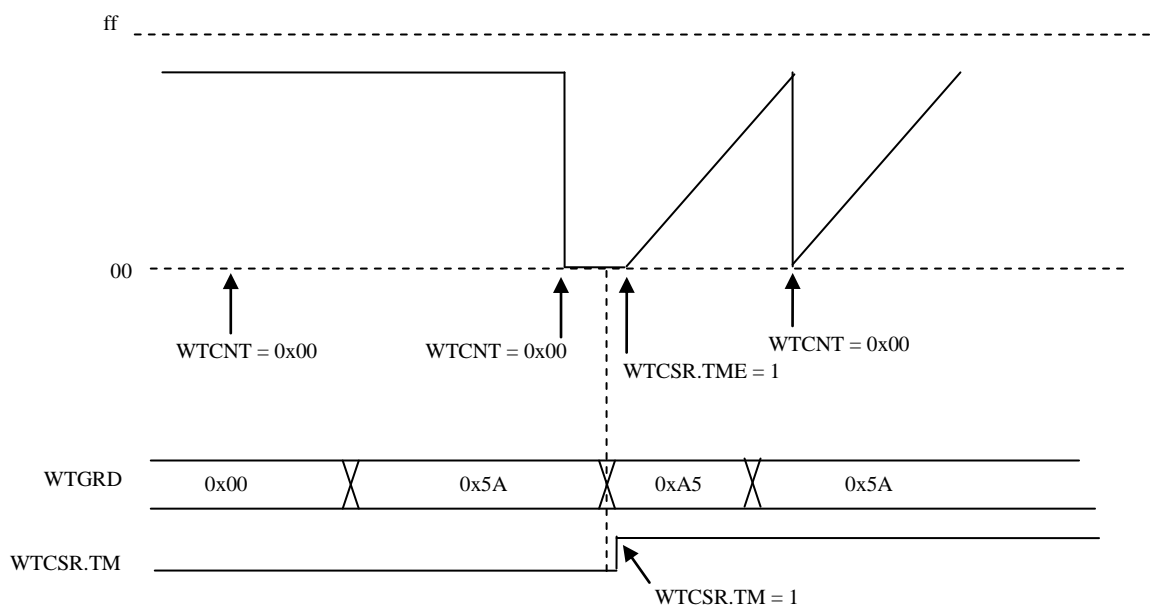 ff
00
WTCNT = 0x00
WTCNT = 0x00
WTCNT = 0x00
WTCSR.TME = 1
WTGRD
0x00
0x5A
0xA5
0x5A
WTCSR.TM
WTCSR.TM = 1